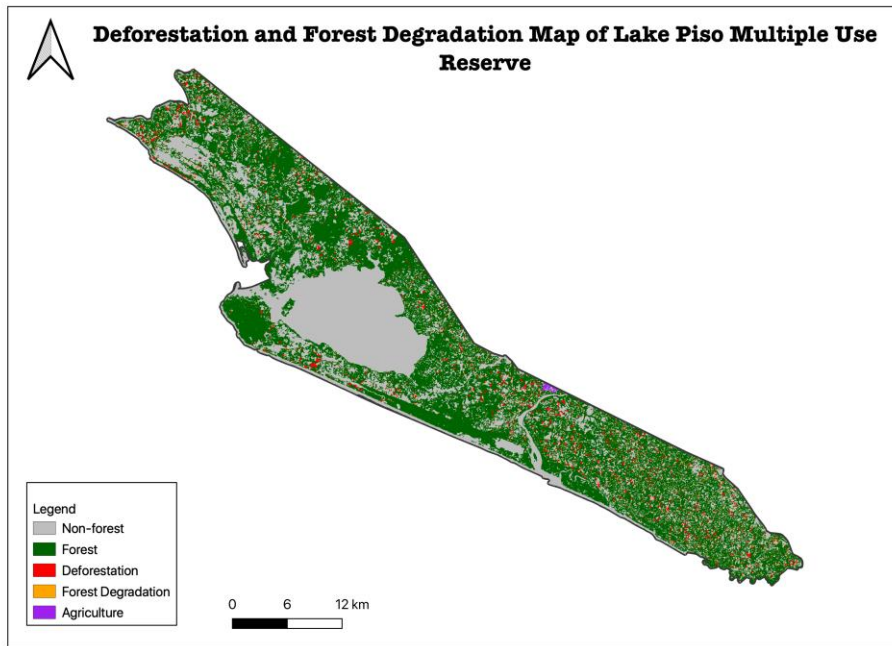 Deforestation and Forest Degradation Map of Lake Piso Multiple Use
Reserve
Legend
Non-forest
Forest
Deforestation
Forest Degradation
Agriculture
0 6 12 km